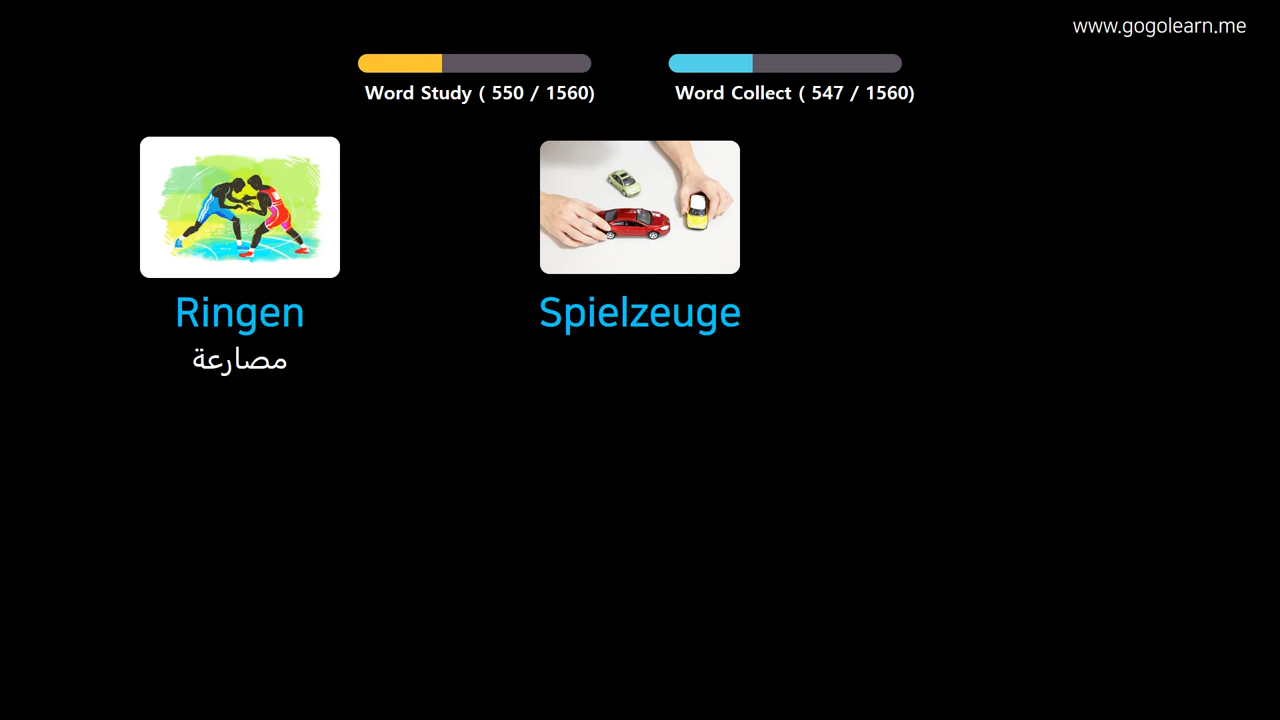 www.gogolearn.me
Word Study ( 550 / 1560)
Word Collect ( 547 / 1560)
Ringen
مصارعة
Spielzeuge